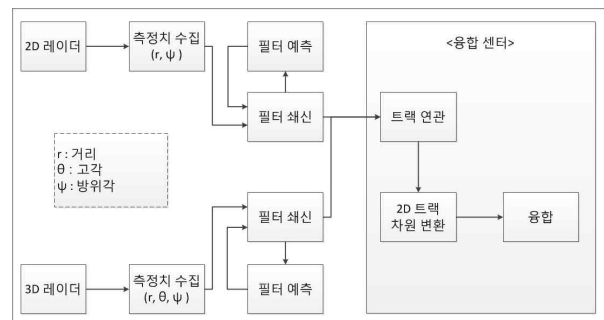 2D 레이더
측정치 수집
(r, ψ )
필터 예측
필터 쇄신
<융합 센터>
트랙 연관
2D 트랙
차원 변환
융합
r : 거리
θ : 고각
ψ : 방위각
필터 쇄신
3D 레이더
측정치 수집
(r, θ, ψ)
필터 예측